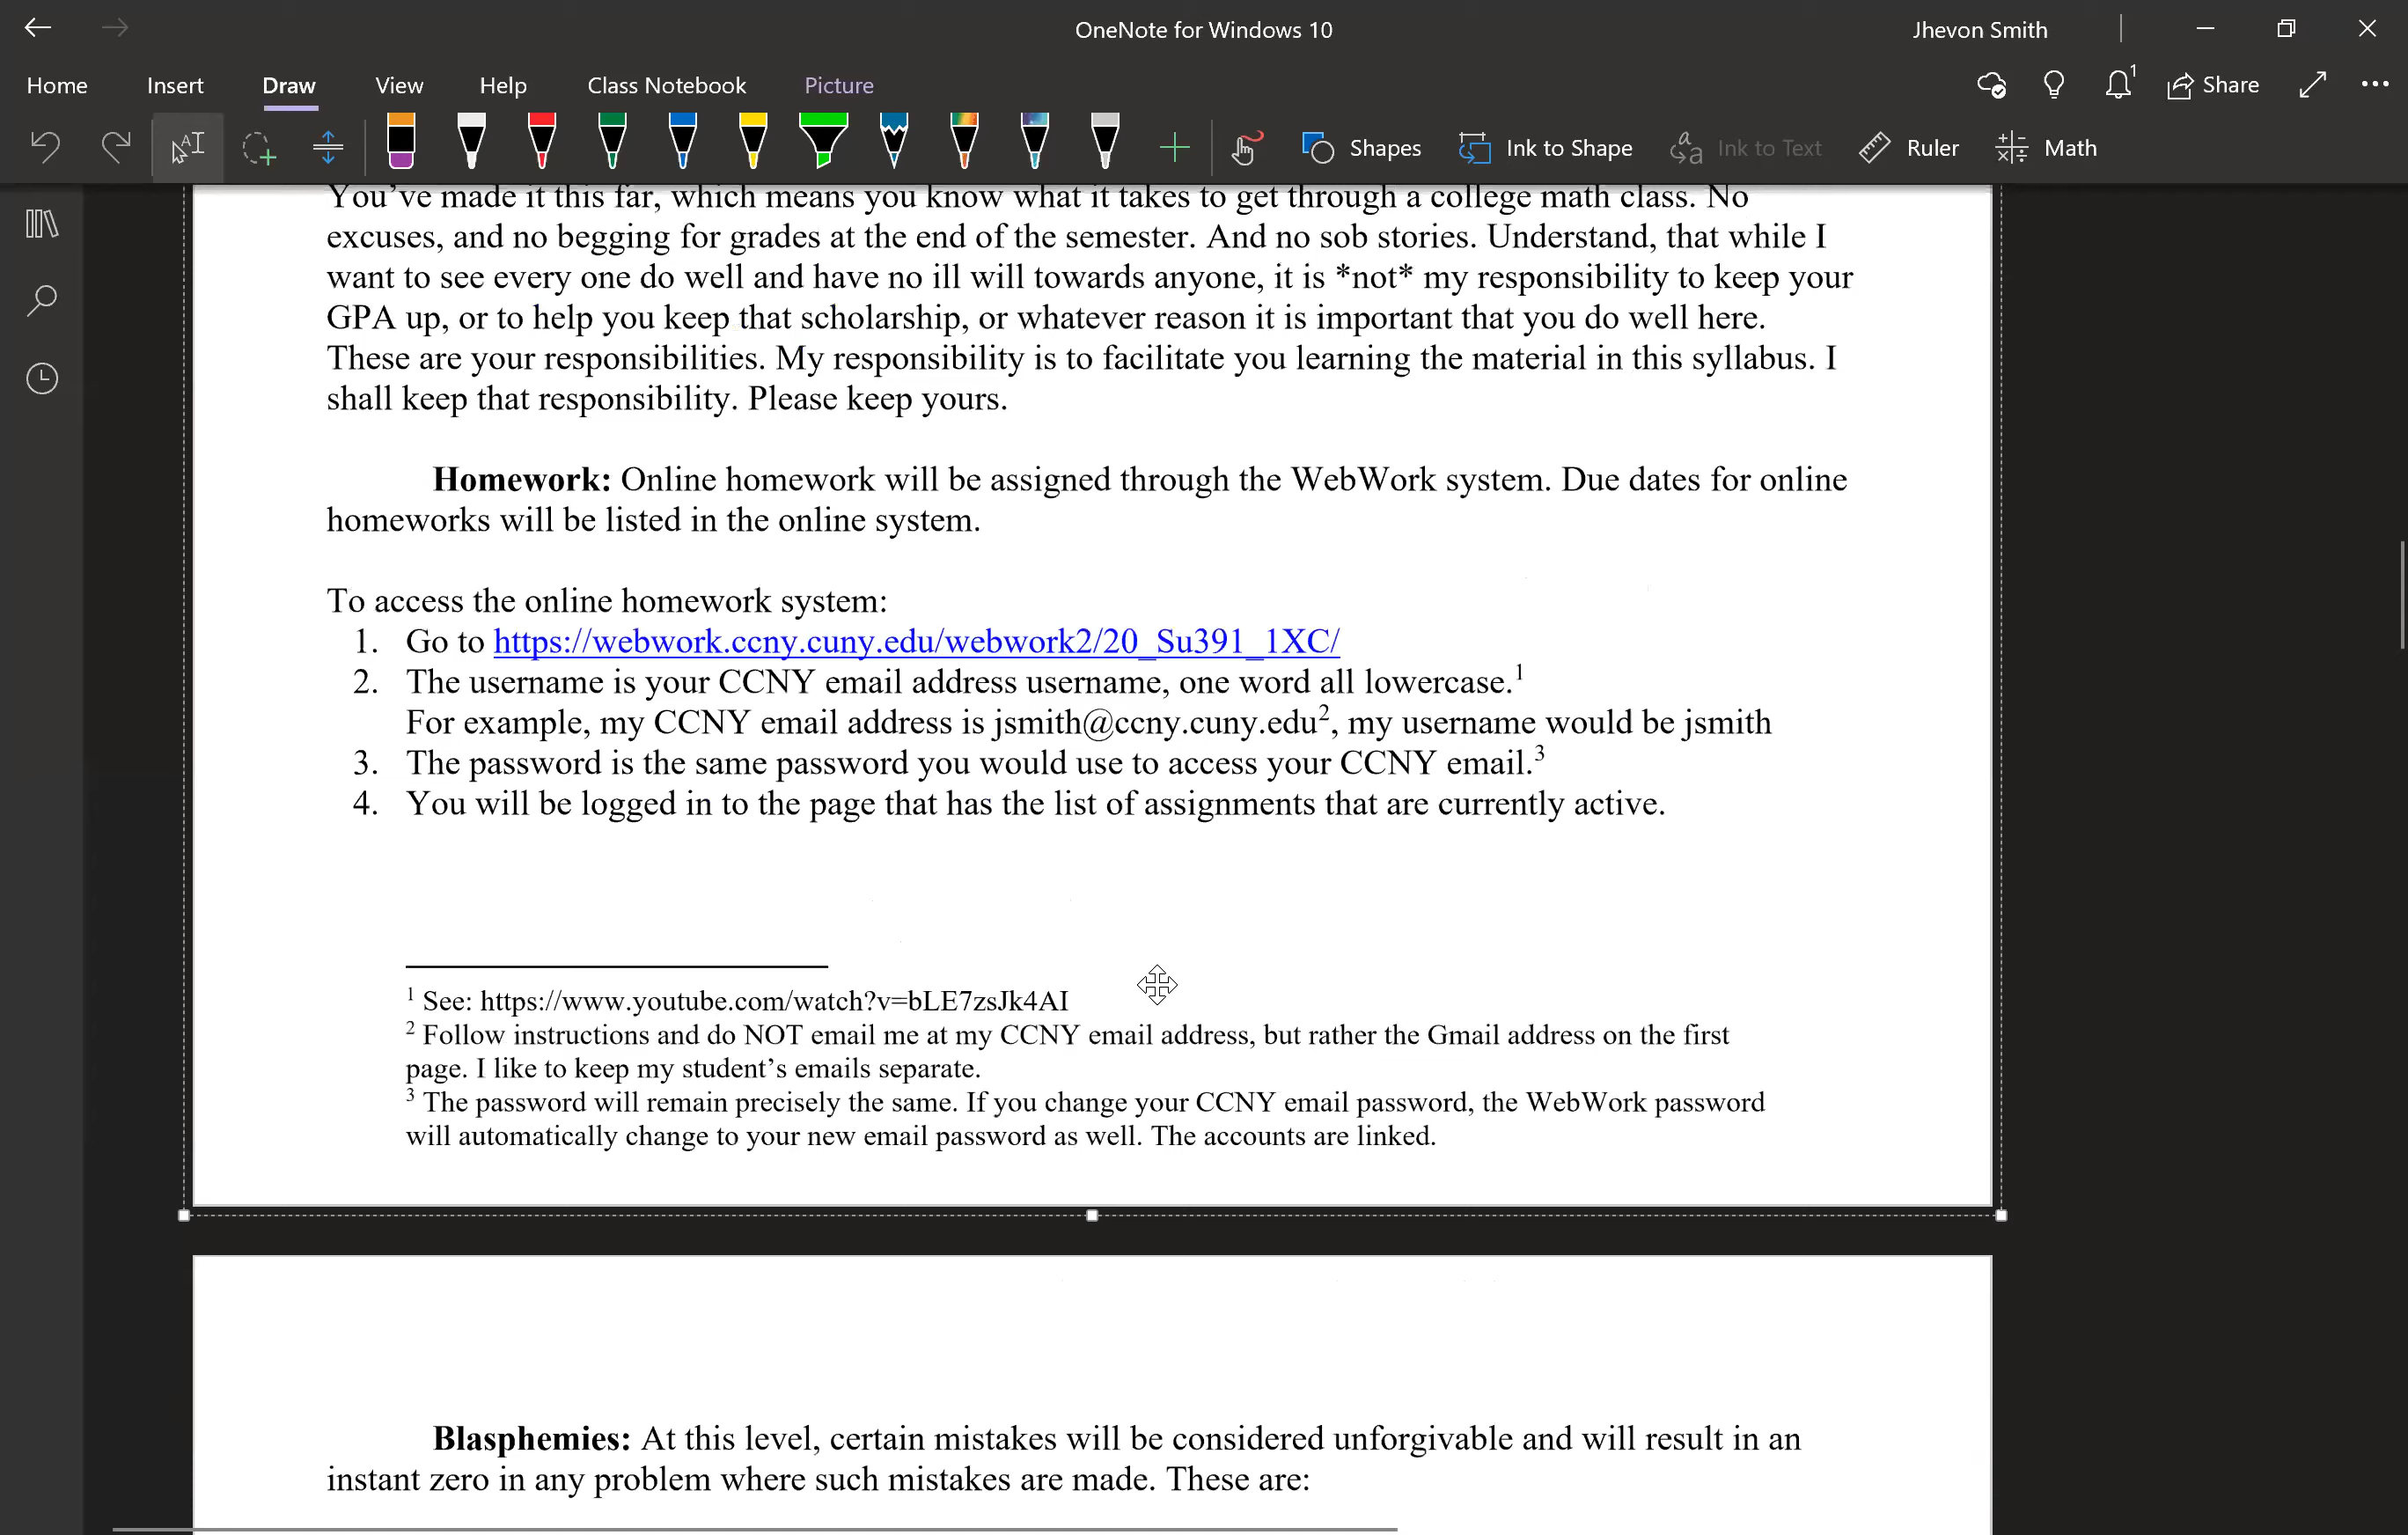 OneNote for Windows 10
Jhevon Smith
Home Insert Draw View Help Class Notebook Picture
1 Share
Shapes Ink to Shape Ink to Text Ruler Math
You've made it this far, which means you know what it takes to get through a college math class. No
excuses, and no begging for grades at the end of the semester. And no sob stories. Understand, that while I
want to see every one do well and have no ill will towards anyone, it is *not* my responsibility to keep your
GPA up, or to help you keep that scholarship, or whatever reason it is important that you do well here.
These are your responsibilities. My responsibility is to facilitate you learning the material in this syllabus. I
shall keep that responsibility. Please keep yours.
Homework: Online homework will be assigned through the WebWork system. Due dates for online
homeworks will be listed in the online system.
To access the online homework system:
1. Go to https://webwork.ccny.cuny.edu/webwork2/20_Su391_1XC/
2. The username is your CCNY email address username, one word all lowercase.1
For example, my CCNY email address is jsmith@ccny.cuny.edu2, my username would be jsmith
3. The password is the same password you would use to access your CCNY email.3
4. You will be logged in to the page that has the list of assignments that are currently active.
1 See: https://www.youtube.com/watch?v=bLE7zsJk4AI
2 Follow instructions and do NOT email me at my CCNY email address, but rather the Gmail address on the first
page. I like to keep my student's emails separate.
3 The password will remain precisely the same. If you change your CCNY email password, the WebWork password
will automatically change to your new email password as well. The accounts are linked.
Blasphemies: At this level, certain mistakes will be considered unforgivable and will result in an
instant zero in any problem where such mistakes are made. These are: